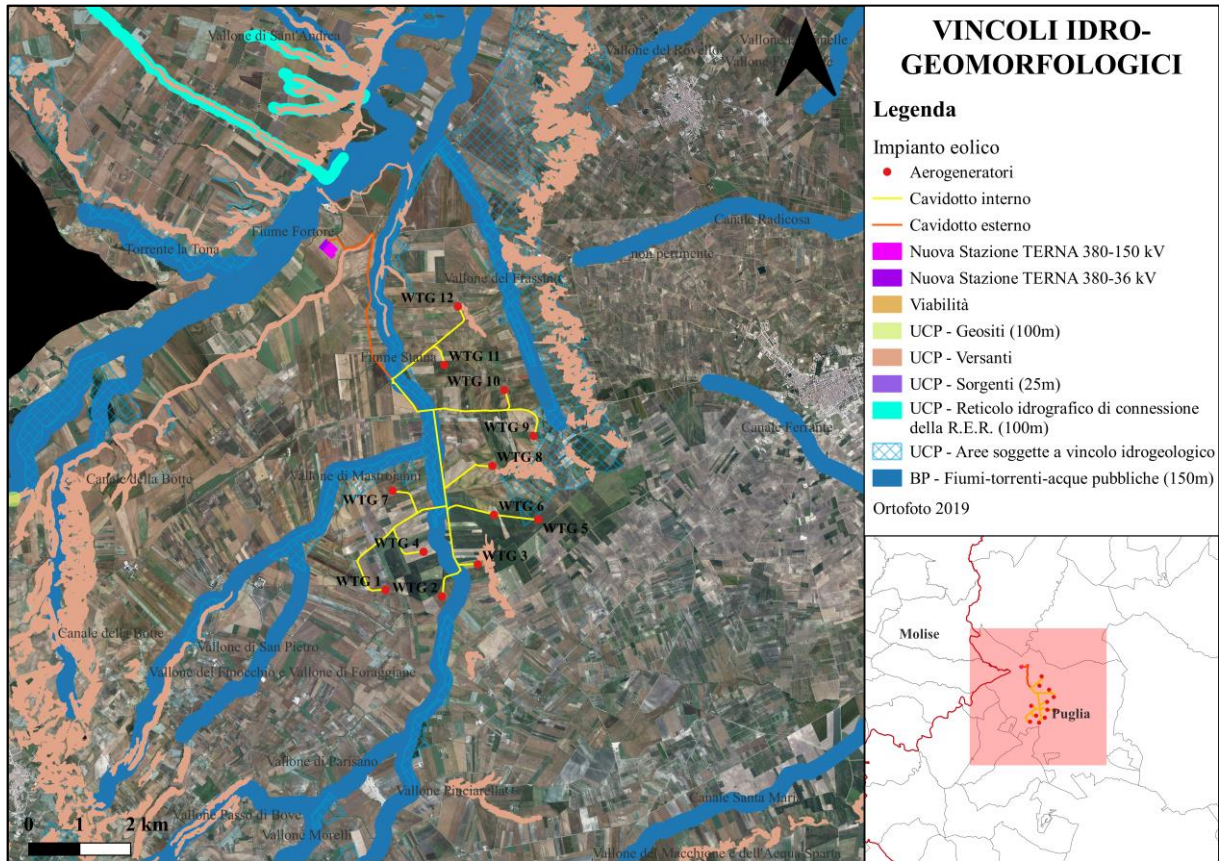 VINCOLI IDRO-
GEOMORFOLOGICI
Legenda
Impianto eolico
Aerogeneratori
Cavidotto interno
Cavidotto esterno
Nuova Stazione TERNA 380-150 kV
Nuova Stazione TERNA 380-36 kV
Viabilità
UCP - Geositi (100m)
UCP - Versanti
UCP - Sorgenti (25m)
UCP - Reticolo idrografico di connessione
della R.E.R. (100m)
UCP - Aree soggette a vincolo idrogeologico
BP - Fiumi-torrenti-acque pubbliche (150m)
Ortofoto 2019
Vallone di Sant'Andrea
Vallone del Rovello
Fiume Fortore
Torrente la Tona
Canale Radicosa
non perimente
Vallone del Frassino
WTG 12
Fiume Staina
WTG 11
WTG 10
WTG 9
WTG 8
Canale Ferrante
Vallone di Mastrojanni
Canale della Botte
WTG 7
WTG 6
WTG 5
WTG 4
WTG 3
WTG 1
WTG 2
Canale della Botte
Vallone di San Pietro
Vallone del Finocchio e Vallone di Foraggiane
Vallone di Parisano
Vallone Pinciarella
Canale Santa Mari
Vallone Passo di Bove
Vallone Morelli
Vallone del Macchione e dell'Acqua Sparta
0 1 2 km
Molise
Puglia